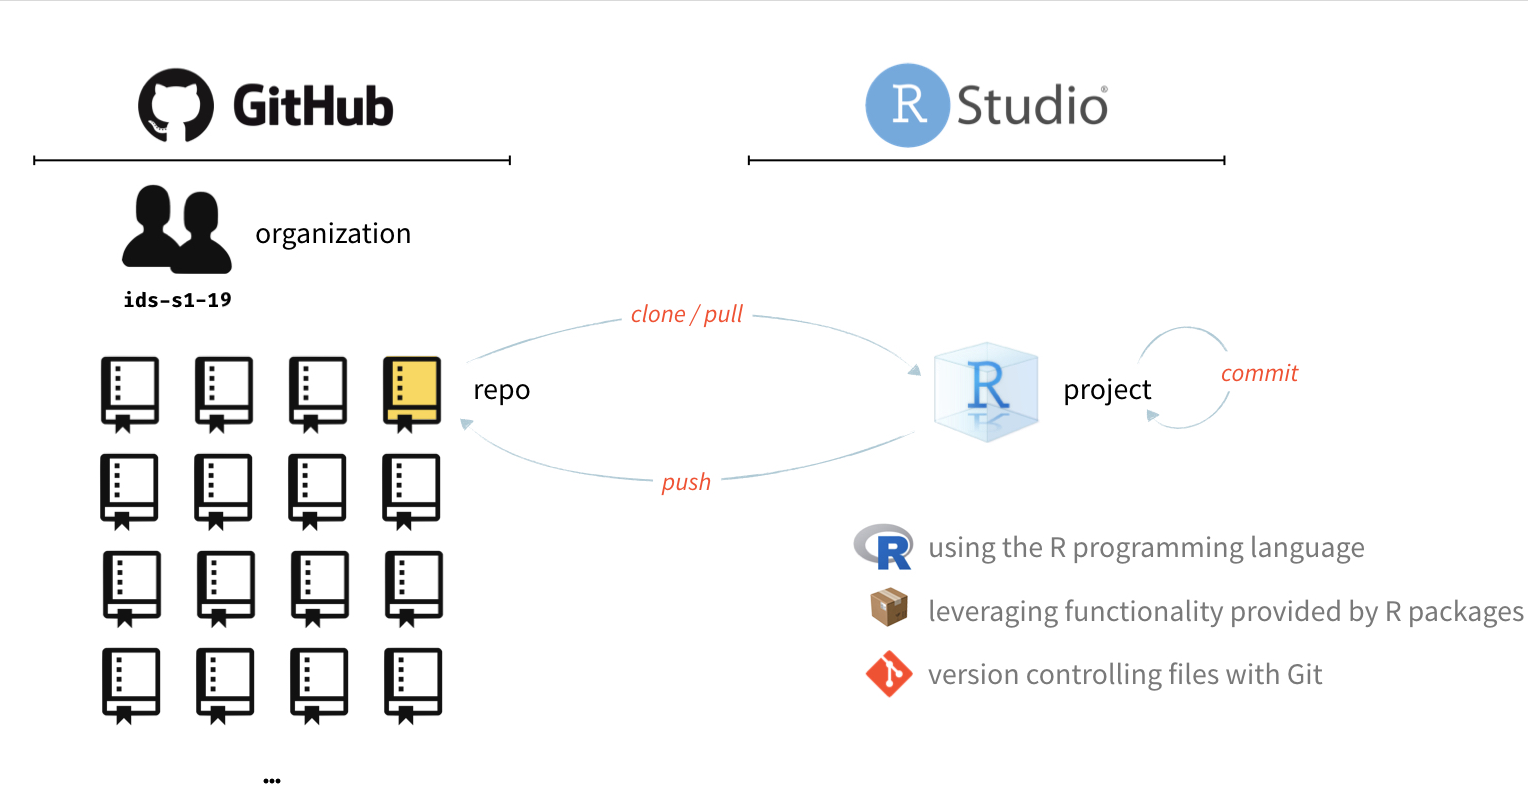 GitHub
R Studio®
organization
ids-s1-19
clone / pull
repo
R
project
commit
push
R using the R programming language
leveraging functionality provided by R packages
version controlling files with Git
...